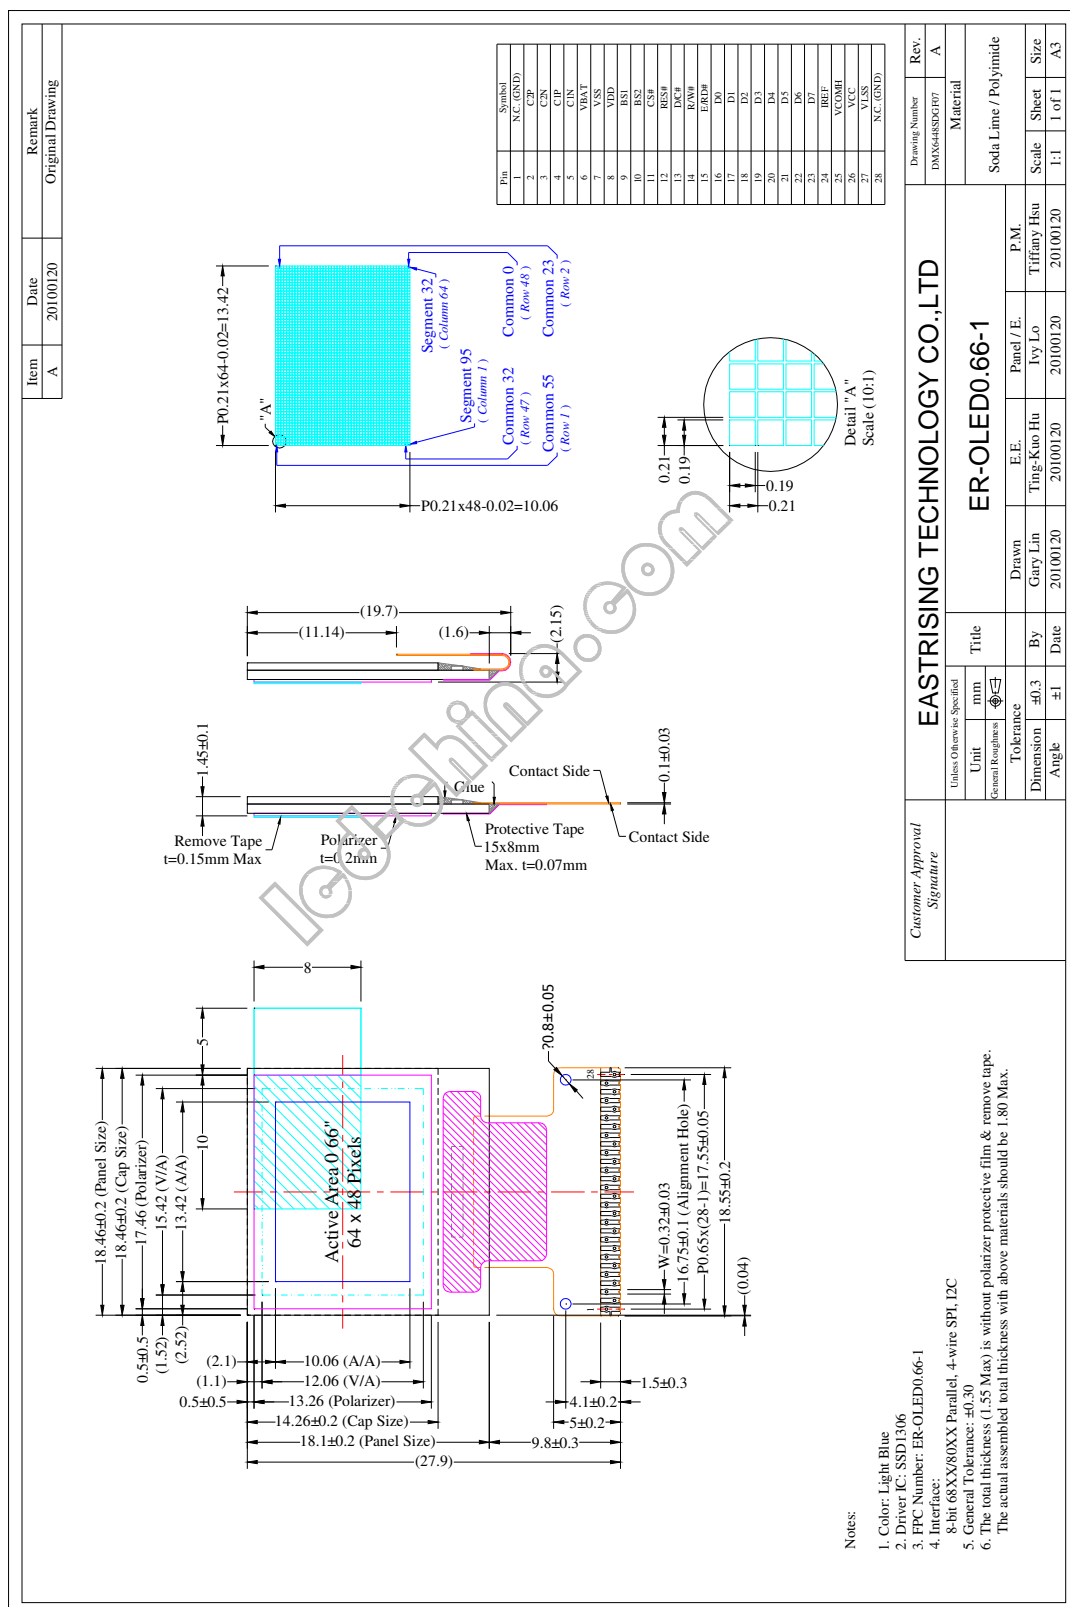 Item Date Remark
A 20100120 Original Drawing
P0.21x64-0.02=13.42
"A"
P0.21x48-0.02=10.06
Segment 32
( Column 64 )
Segment 95
( Column 1 )
Common 0
( Row 48 )
Common 32
( Row 47 )
Common 23
( Row 2 )
Common 55
( Row 1 )
Pin Symbol
1 N.C. (GND)
2 C2P
3 C2N
4 C1P
5 C1N
6 VBAT
7 VSS
8 VDD
9 BS1
10 BS2
11 CS#
12 RES#
13 D/C#
14 R/W#
15 E/RD#
16 D0
17 D1
18 D2
19 D3
20 D4
21 D5
22 D6
23 D7
24 IREF
25 VCOMH
26 VCC
27 VLSS
28 N.C. (GND)
0.21
0.19
0.19
0.21
Detail "A"
Scale (10:1)
(19.7)
(11.14)
(1.6)
(2.15)
1.45±0.1
Remove Tape
t=0.15mm Max
Polarizer
t=0.2mm
Glue
Protective Tape
15x8mm
Max. t=0.07mm
Contact Side
Contact Side
0.1±0.03
led-china.com
18.46±0.2 (Panel Size)
18.46±0.2 (Cap Size)
17.46 (Polarizer)
15.42 (V/A)
13.42 (A/A)
10
5
8
0.5±0.5
(1.52)
(2.52)
Active Area 0.66"
64 x 48 Pixels
?0.8±0.05
28
1
W=0.32±0.03
16.75±0.1 (Alignment Hole)
P0.65x(28-1)=17.55±0.05
18.55±0.2
(0.04)
(2.1)
10.06 (A/A)
(1.1)
12.06 (V/A)
0.5±0.5
13.26 (Polarizer)
14.26±0.2 (Cap Size)
18.1±0.2 (Panel Size)
(27.9)
1.5±0.3
4.1±0.2
5±0.2
9.8±0.3
Notes:
1. Color: Light Blue
2. Driver IC: SSD1306
3. FPC Number: ER-OLED0.66-1
4. Interface:
8-bit 68XX/80XX Parallel, 4-wire SPI, I2C
5. General Tolerance: ±0.30
6. The total thickness (1.55 Max) is without polarizer protective film & remove tape.
The actual assembled total thickness with above materials should be 1.80 Max.
Customer Approval
Signature
EASTRISING TECHNOLOGY CO.,LTD
Drawing Number Rev.
DMX6448SDGF07 A
Unless Otherwise Specified
Unit mm
General Roughness
Title
ER-OLED0.66-1
Material
Soda Lime / Polyimide
Tolerance
Dimension ±0.3
Angle ±1
Drawn E.E. Panel / E. P.M.
By Gary Lin Ting-Kuo Hu Ivy Lo Tiffany Hsu
Date 20100120 20100120 20100120 20100120
Scale Sheet Size
1:1 1 of 1 A3